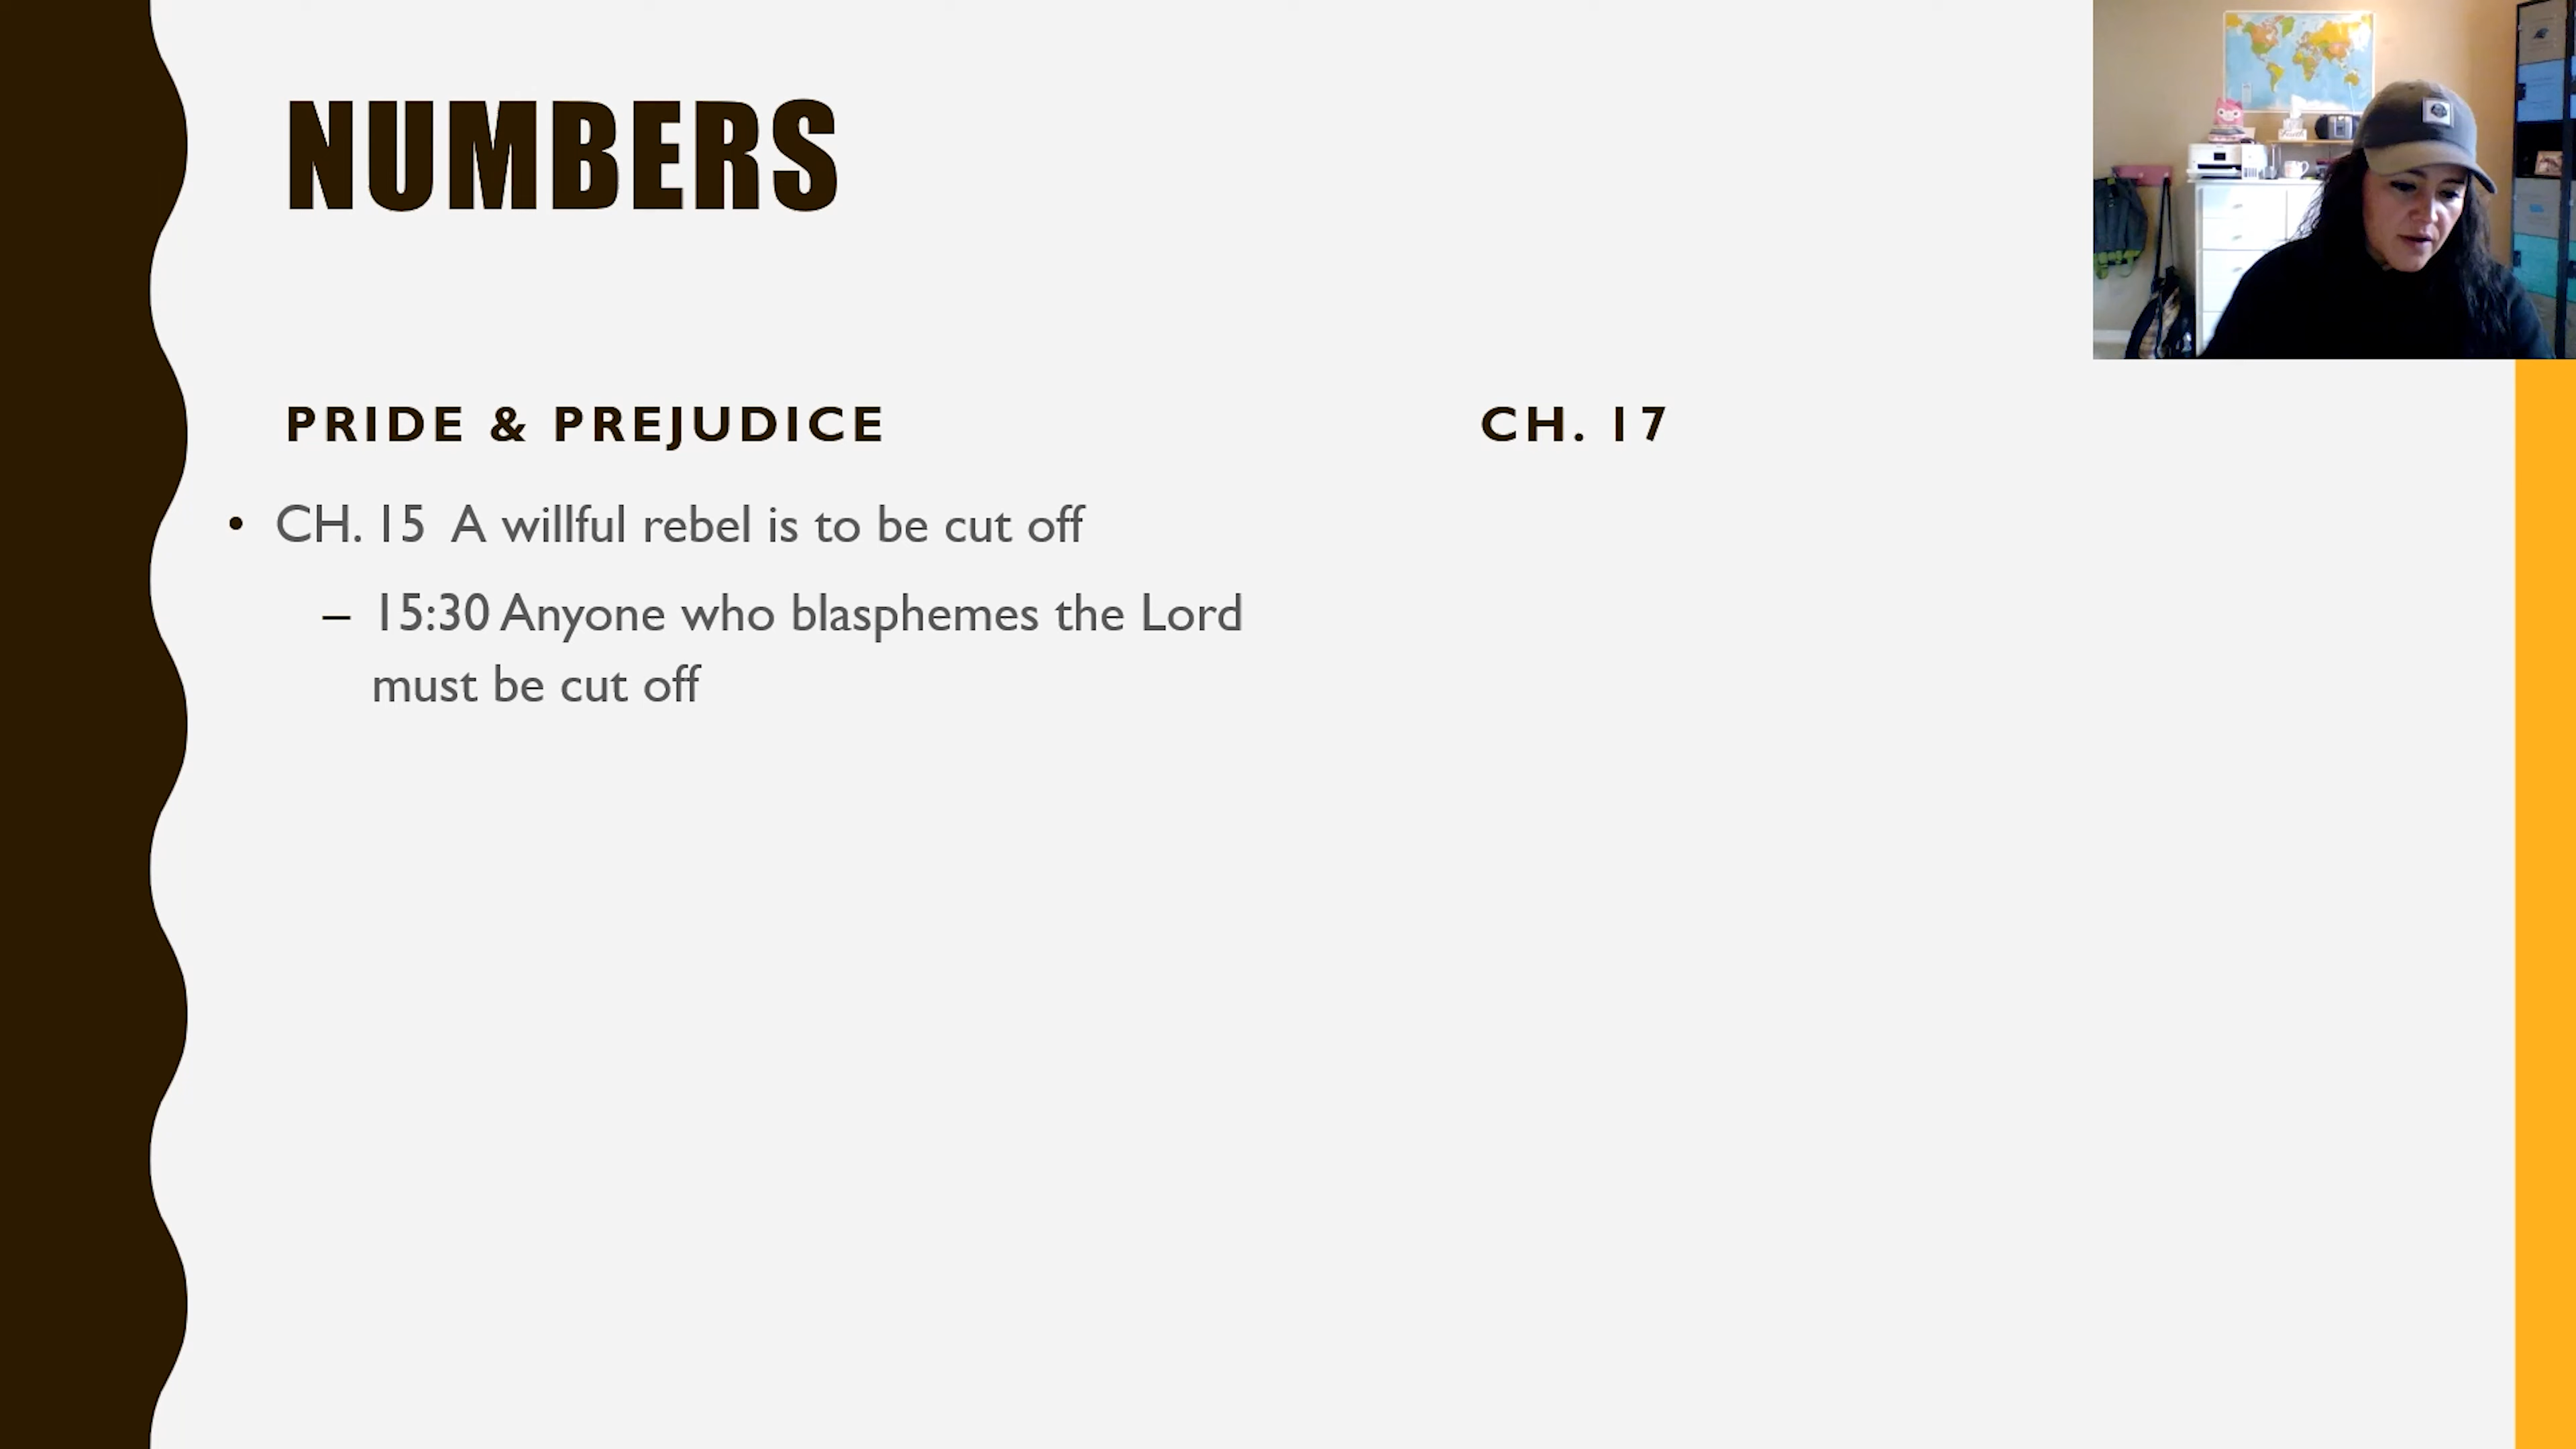 NUMBERS
PRIDE & PREJUDICE
• CH. 15 A willful rebel is to be cut off
– 15:30 Anyone who blasphemes the Lord
must be cut off
CH. 17